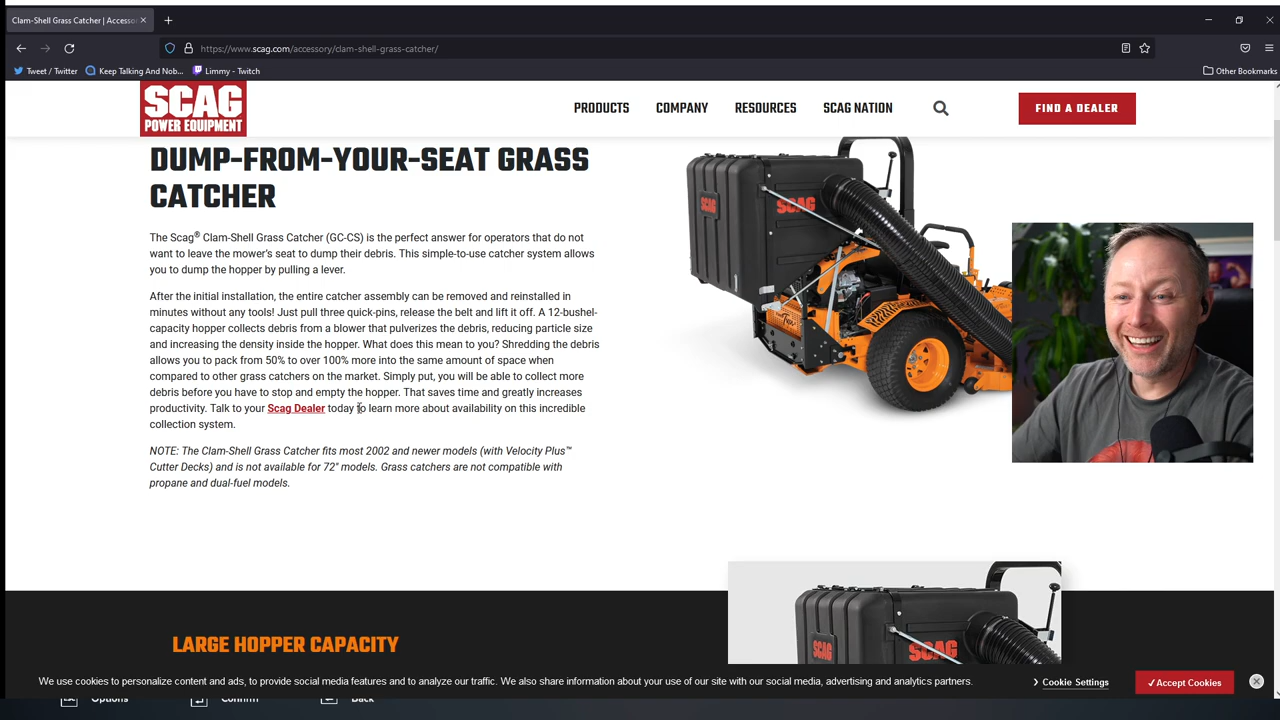 Clam-Shell Grass Catcher | Accesso
https://www.scag.com/accessory/clam-shell-grass-catcher/
Tweet / Twitter
Keep Talking And Nob...
Limmy - Twitch
Other Bookmarks
SCAG
POWER EQUIPMENT
PRODUCTS
COMPANY
RESOURCES
SCAG NATION
FIND A DEALER
DUMP-FROM-YOUR-SEAT GRASS
CATCHER
The Scag® Clam-Shell Grass Catcher (GC-CS) is the perfect answer for operators that do not
want to leave the mower's seat to dump their debris. This simple-to-use catcher system allows
you to dump the hopper by pulling a lever.
After the initial installation, the entire catcher assembly can be removed and reinstalled in
minutes without any tools! Just pull three quick-pins, release the belt and lift it off. A 12-bushel-
capacity hopper collects debris from a blower that pulverizes the debris, reducing particle size
and increasing the density inside the hopper. What does this mean to you? Shredding the debris
allows you to pack from 50% to over 100% more into the same amount of space when
compared to other grass catchers on the market. Simply put, you will be able to collect more
debris before you have to stop and empty the hopper. That saves time and greatly increases
productivity. Talk to your Scag Dealer today to learn more about availability on this incredible
collection system.
NOTE: The Clam-Shell Grass Catcher fits most 2002 and newer models (with Velocity Plus™
Cutter Decks) and is not available for 72" models. Grass catchers are not compatible with
propane and dual-fuel models.
SCAG
SCAG
LARGE HOPPER CAPACITY
SCAG
SCAG
We use cookies to personalize content and ads, to provide social media features and to analyze our traffic. We also share information about your use of our site with our social media, advertising and analytics partners.
Cookie Settings
✓Accept Cookies
Options
Confirm
Back